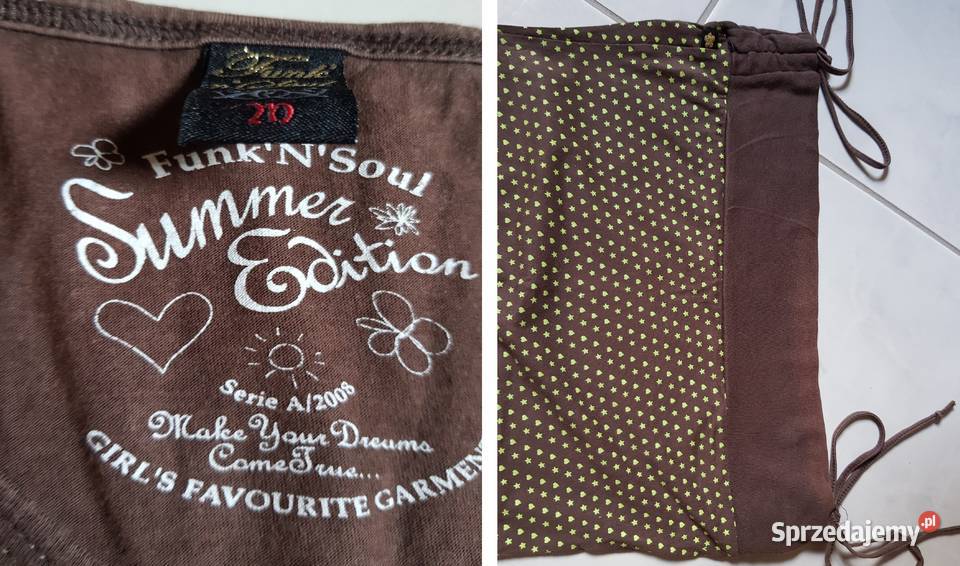 Funk
20
Funk'N'Soul
Summer
Edition
Serie A/2008
Make Your Dreams
Come True...
GIRL'S FAVOURITE GARMEN
Sprzedajemy.pl